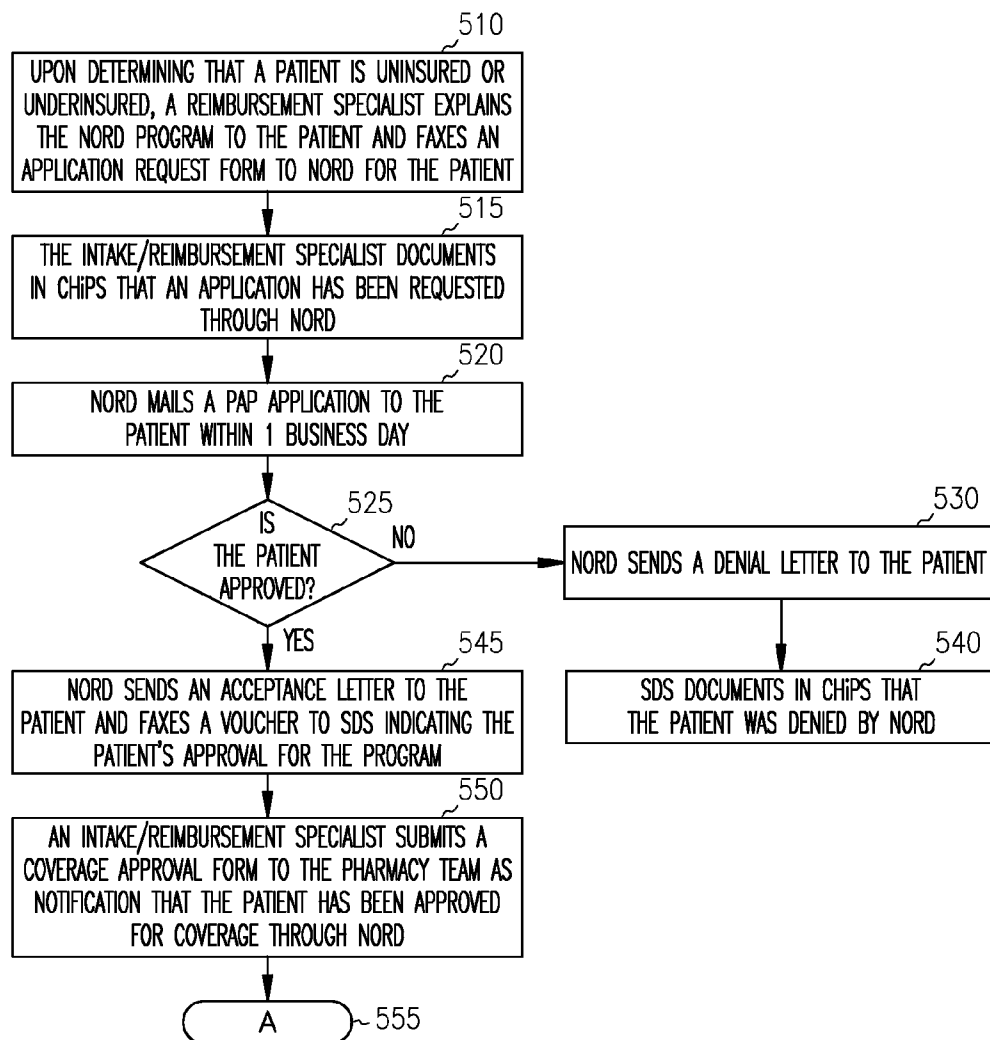 510
UPON DETERMINING THAT A PATIENT IS UNINSURED OR
UNDERINSURED, A REIMBURSEMENT SPECIALIST EXPLAINS
THE NORD PROGRAM TO THE PATIENT AND FAXES AN
APPLICATION REQUEST FORM TO NORD FOR THE PATIENT
515
THE INTAKE/REIMBURSEMENT SPECIALIST DOCUMENTS
IN CHiPS THAT AN APPLICATION HAS BEEN REQUESTED
THROUGH NORD
520
NORD MAILS A PAP APPLICATION TO THE
PATIENT WITHIN 1 BUSINESS DAY
525
IS
THE PATIENT
APPROVED?
NO
530
NORD SENDS A DENIAL LETTER TO THE PATIENT
540
SDS DOCUMENTS IN CHiPS THAT
THE PATIENT WAS DENIED BY NORD
YES
545
NORD SENDS AN ACCEPTANCE LETTER TO THE
PATIENT AND FAXES A VOUCHER TO SDS INDICATING THE
PATIENT'S APPROVAL FOR THE PROGRAM
550
AN INTAKE/REIMBURSEMENT SPECIALIST SUBMITS A
COVERAGE APPROVAL FORM TO THE PHARMACY TEAM AS
NOTIFICATION THAT THE PATIENT HAS BEEN APPROVED
FOR COVERAGE THROUGH NORD
A
555